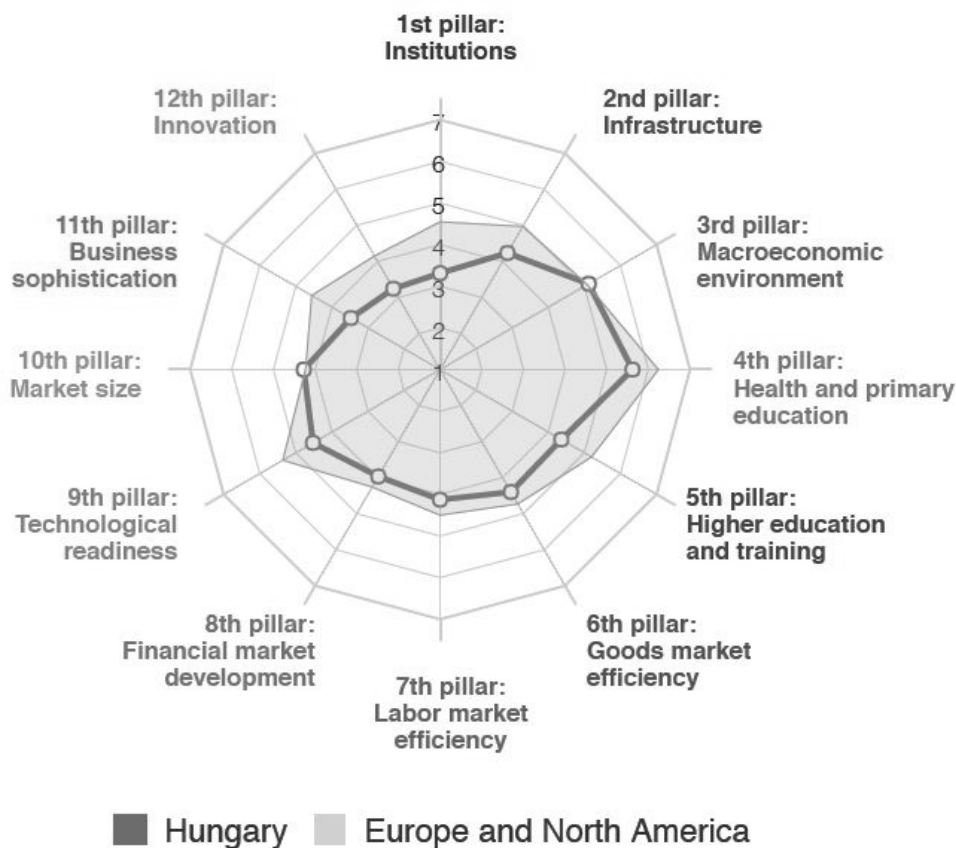 1st pillar:
Institutions
2nd pillar:
Infrastructure
3rd pillar:
Macroeconomic
environment
4th pillar:
Health and primary
education
5th pillar:
Higher education
and training
6th pillar:
Goods market
efficiency
7th pillar:
Labor market
efficiency
8th pillar:
Financial market
development
9th pillar:
Technological
readiness
10th pillar:
Market size
11th pillar:
Business
sophistication
12th pillar:
Innovation
7
6
5
4
3
2
1
Hungary Europe and North America